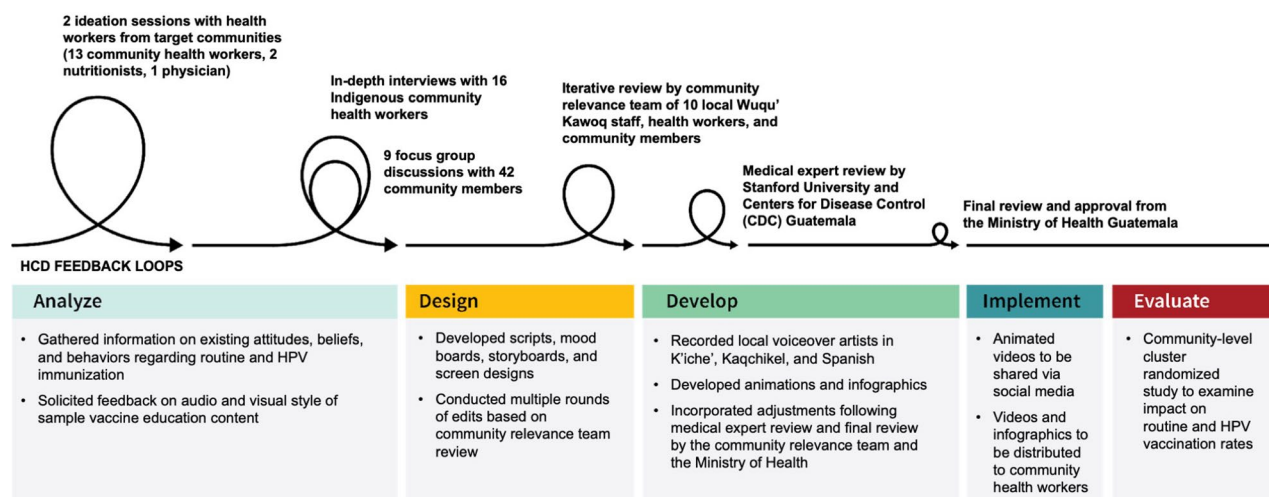 2 ideation sessions with health
workers from target communities
(13 community health workers, 2
nutritionists, 1 physician)
In-depth interviews with 16
Indigenous community
health workers
9 focus group
discussions with 42
community members
Iterative review by community
relevance team of 10 local Wuqu’
Kawoq staff, health workers, and
community members
Medical expert review by
Stanford University and
Centers for Disease Control
(CDC) Guatemala
Final review and approval from
the Ministry of Health Guatemala
HCD FEEDBACK LOOPS
Analyze
• Gathered information on existing attitudes, beliefs,
and behaviors regarding routine and HPV
immunization
• Solicited feedback on audio and visual style of
sample vaccine education content
Design
• Developed scripts, mood
boards, storyboards, and
screen designs
• Conducted multiple rounds
of edits based on
community relevance team
review
Develop
• Recorded local voiceover artists in
K’iche’, Kaqchikel, and Spanish
• Developed animations and infographics
• Incorporated adjustments following
medical expert review and final review
by the community relevance team and
the Ministry of Health
Implement
• Animated
videos to be
shared via
social media
• Videos and
infographics to
be distributed
to community
health workers
Evaluate
• Community-level
cluster
randomized
study to examine
impact on
routine and HPV
vaccination rates